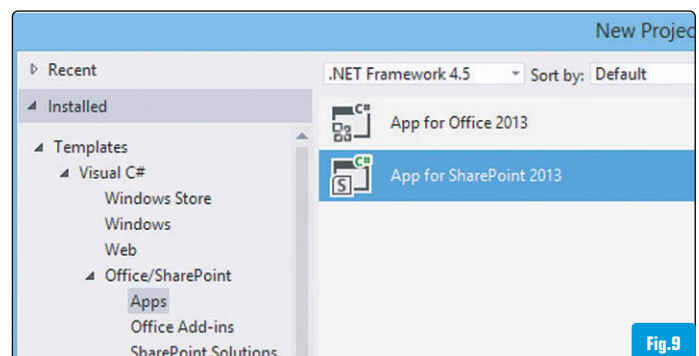 New Projec
Recent
Installed
Templates
Visual C#
Windows Store
Windows
Web
Office/SharePoint
Apps
Office Add-ins
SharePoint Solutions
.NET Framework 4.5 Sort by: Default
C# App for Office 2013
C# S App for SharePoint 2013
Fig.9